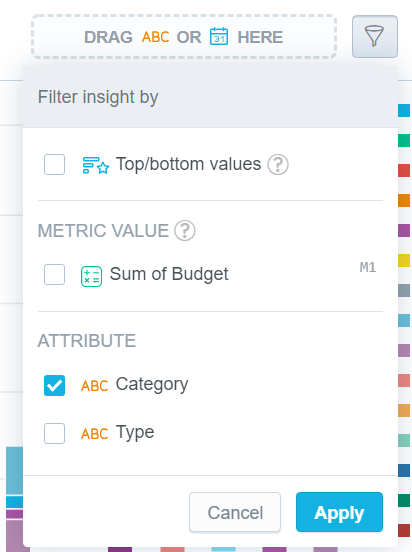 DRAG ABC OR 31 HERE
Filter insight by
Top/bottom values ?
METRIC VALUE ?
Sum of Budget M1
ATTRIBUTE
ABC Category
ABC Type
Cancel Apply